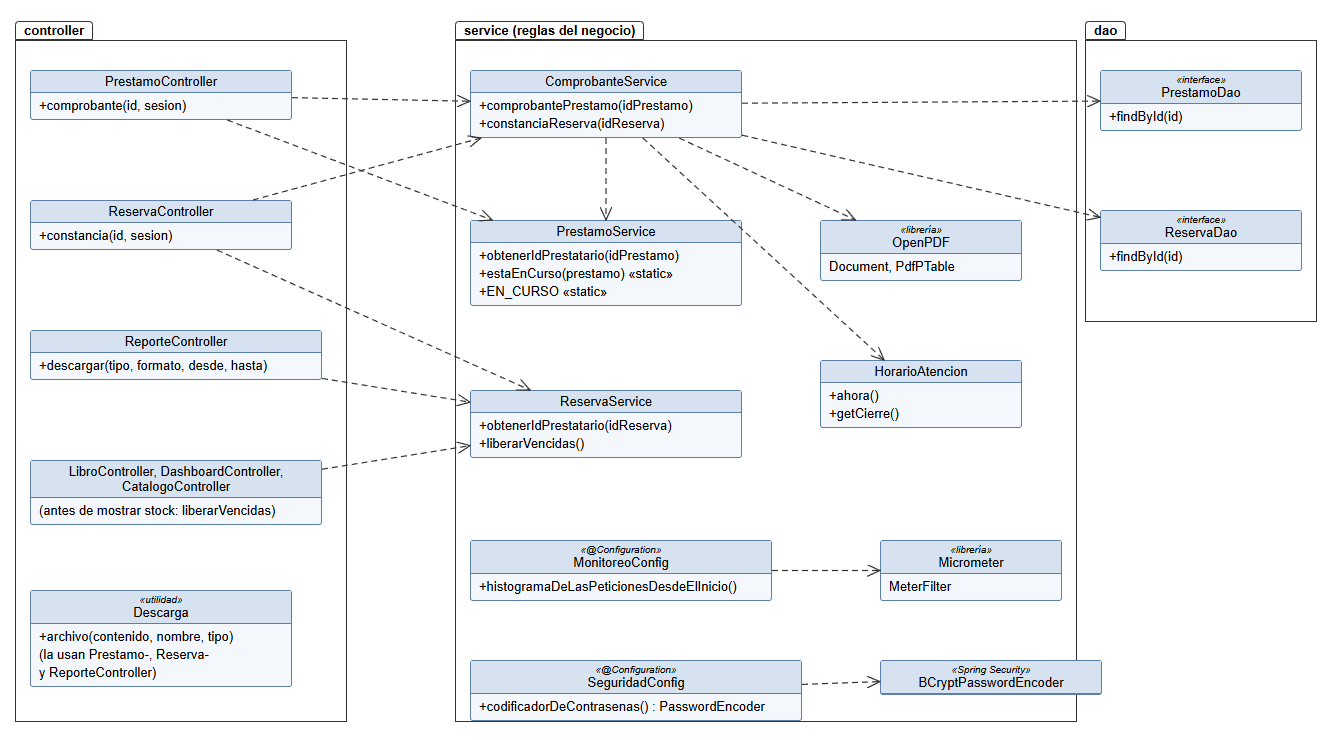 controller
PrestamoController
+comprobante(id, sesion)
ReservaController
+constancia(id, sesion)
ReporteController
+descargar(tipo, formato, desde, hasta)
LibroController, DashboardController,
CatalogoController
(antes de mostrar stock: liberarVencidas)
«utilidad»
Descarga
+archivo(contenido, nombre, tipo)
(la usan Prestamo-, Reserva-
y ReporteController)
service (reglas del negocio)
ComprobanteService
+comprobantePrestamo(idPrestamo)
+constanciaReserva(idReserva)
PrestamoService
+obtenerIdPrestatario(idPrestamo)
+estaEnCurso(prestamo) «static»
+EN_CURSO «static»
«librería»
OpenPDF
Document, PdfPTable
HorarioAtencion
+ahora()
+getCierre()
ReservaService
+obtenerIdPrestatario(idReserva)
+liberarVencidas()
«@Configuration»
MonitoreoConfig
+histogramaDeLasPeticionesDesdeElInicio()
«librería»
Micrometer
MeterFilter
«@Configuration»
SeguridadConfig
+codificadorDeContrasenas() : PasswordEncoder
«Spring Security»
BCryptPasswordEncoder
dao
«interface»
PrestamoDao
+findById(id)
«interface»
ReservaDao
+findById(id)